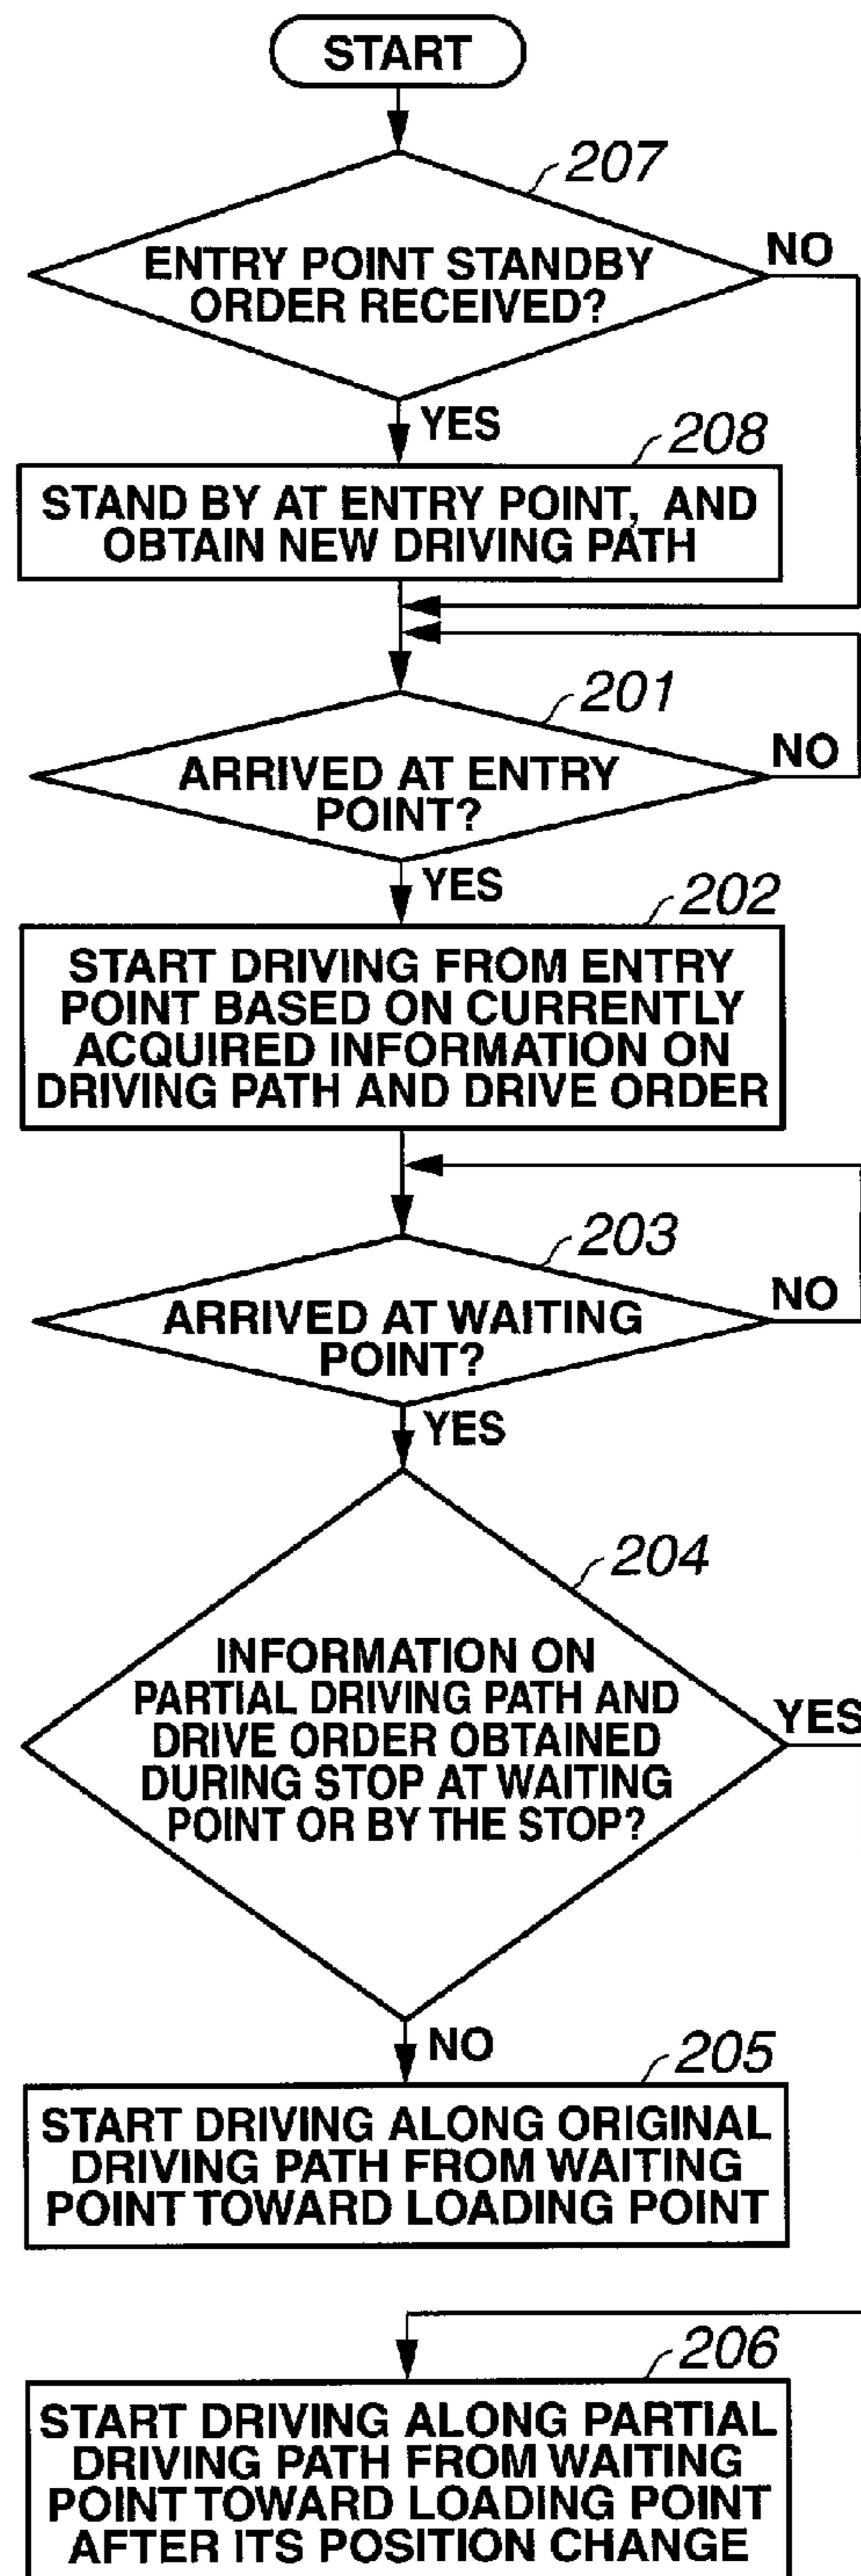 START
207
ENTRY POINT STANDBY
ORDER RECEIVED?
NO
YES
208
STAND BY AT ENTRY POINT, AND
OBTAIN NEW DRIVING PATH
201
ARRIVED AT ENTRY
POINT?
NO
YES
202
START DRIVING FROM ENTRY
POINT BASED ON CURRENTLY
ACQUIRED INFORMATION ON
DRIVING PATH AND DRIVE ORDER
203
ARRIVED AT WAITING
POINT?
NO
YES
204
INFORMATION ON
PARTIAL DRIVING PATH AND
DRIVE ORDER OBTAINED
DURING STOP AT WAITING
POINT OR BY THE STOP?
YES
NO
205
START DRIVING ALONG ORIGINAL
DRIVING PATH FROM WAITING
POINT TOWARD LOADING POINT
206
START DRIVING ALONG PARTIAL
DRIVING PATH FROM WAITING
POINT TOWARD LOADING POINT
AFTER ITS POSITION CHANGE